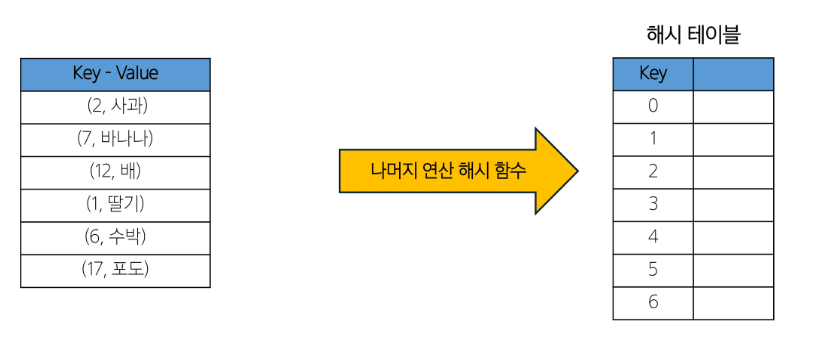 해시 테이블
Key - Value
(2, 사과)
(7, 바나나)
(12, 배)
(1, 딸기)
(6, 수박)
(17, 포도)
나머지 연산 해시 함수
Key
0
1
2
3
4
5
6